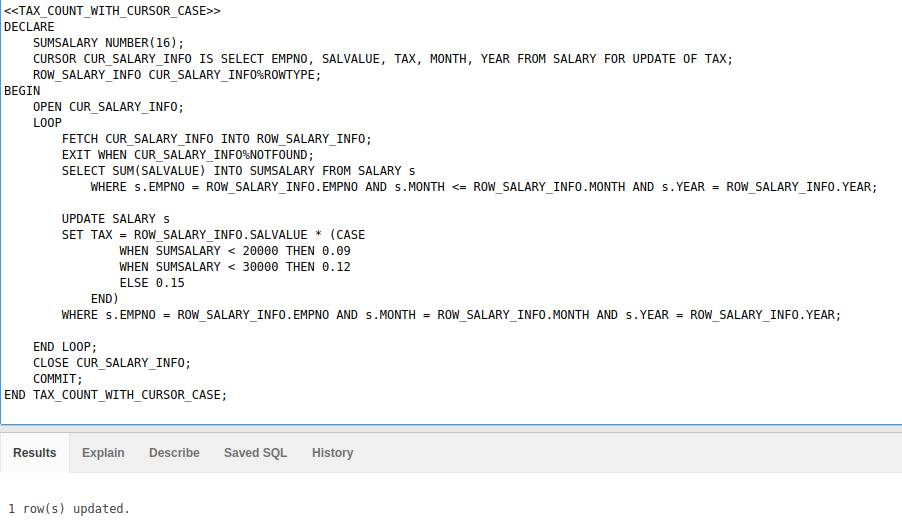 <<TAX_COUNT_WITH_CURSOR_CASE>>
DECLARE
    SUMSALARY NUMBER(16);
    CURSOR CUR_SALARY_INFO IS SELECT EMPNO, SALVALUE, TAX, MONTH, YEAR FROM SALARY FOR UPDATE OF TAX;
    ROW_SALARY_INFO CUR_SALARY_INFO%ROWTYPE;
BEGIN
    OPEN CUR_SALARY_INFO;
    LOOP
        FETCH CUR_SALARY_INFO INTO ROW_SALARY_INFO;
        EXIT WHEN CUR_SALARY_INFO%NOTFOUND;
        SELECT SUM(SALVALUE) INTO SUMSALARY FROM SALARY s
            WHERE s.EMPNO = ROW_SALARY_INFO.EMPNO AND s.MONTH <= ROW_SALARY_INFO.MONTH AND s.YEAR = ROW_SALARY_INFO.YEAR;

        UPDATE SALARY s
        SET TAX = ROW_SALARY_INFO.SALVALUE * (CASE
                WHEN SUMSALARY < 20000 THEN 0.09
                WHEN SUMSALARY < 30000 THEN 0.12
                ELSE 0.15
            END)
        WHERE s.EMPNO = ROW_SALARY_INFO.EMPNO AND s.MONTH = ROW_SALARY_INFO.MONTH AND s.YEAR = ROW_SALARY_INFO.YEAR;

    END LOOP;
    CLOSE CUR_SALARY_INFO;
    COMMIT;
END TAX_COUNT_WITH_CURSOR_CASE;
Results Explain Describe Saved SQL History
1 row(s) updated.